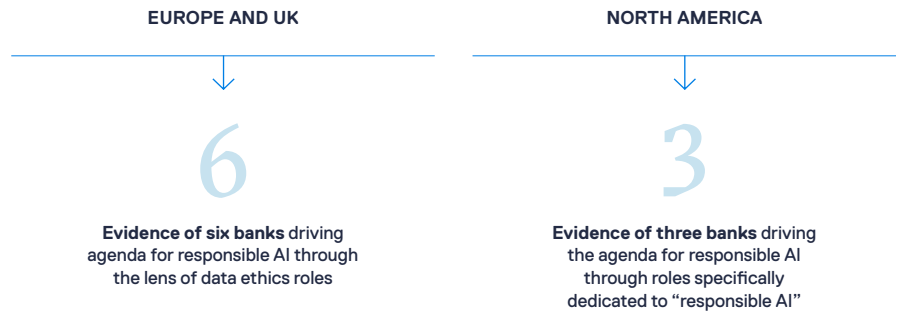 EUROPE AND UK
6
Evidence of six banks driving
agenda for responsible AI through
the lens of data ethics roles
NORTH AMERICA
3
Evidence of three banks driving
the agenda for responsible AI
through roles specifically
dedicated to “responsible AI”